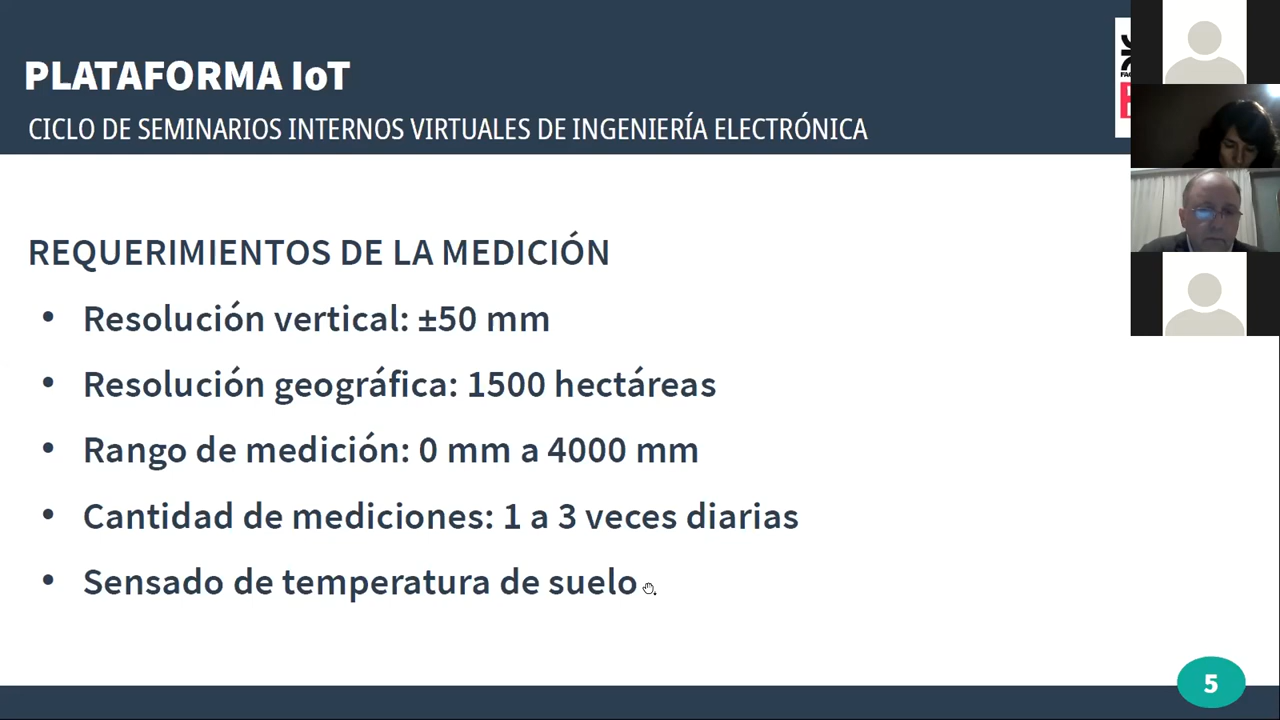 PLATAFORMA IoT
CICLO DE SEMINARIOS INTERNOS VIRTUALES DE INGENIERÍA ELECTRÓNICA
REQUERIMIENTOS DE LA MEDICIÓN
• Resolución vertical: ±50 mm
• Resolución geográfica: 1500 hectáreas
• Rango de medición: 0 mm a 4000 mm
• Cantidad de mediciones: 1 a 3 veces diarias
• Sensado de temperatura de suelo
5